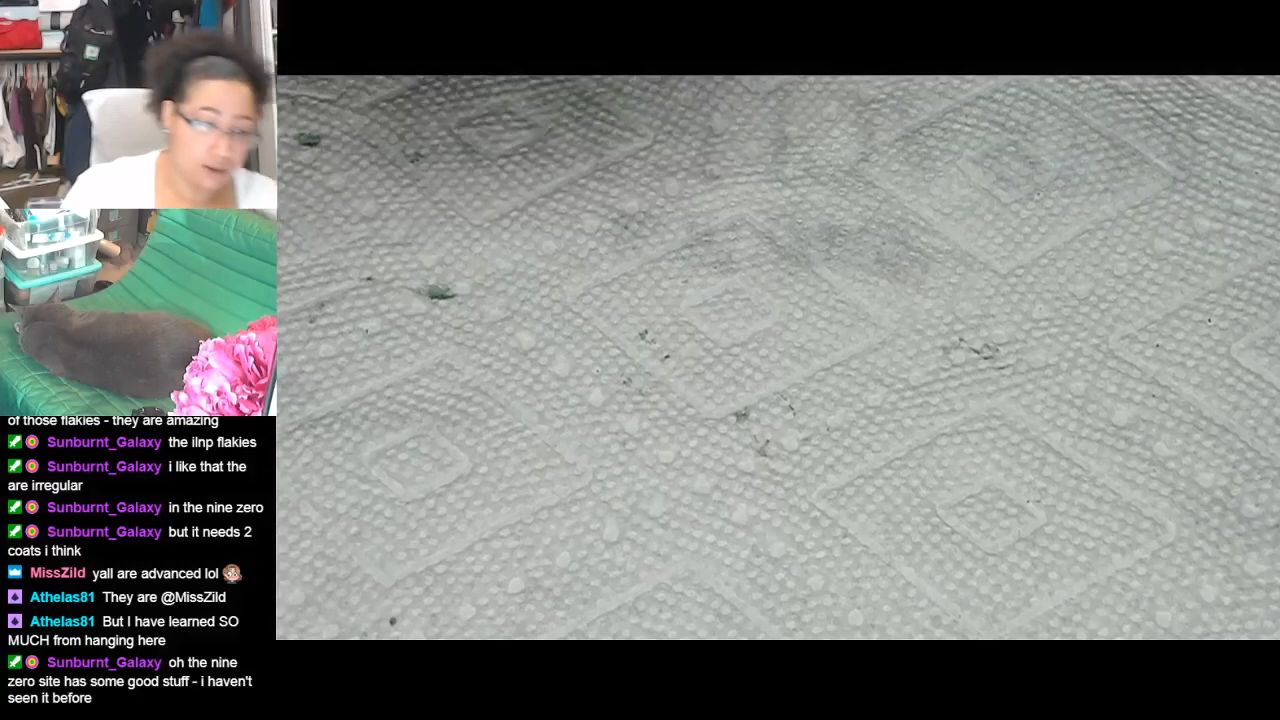 of those flakies - they are amazing
Sunburnt_Galaxy the ilnp flakies
Sunburnt_Galaxy i like that the
are irregular
Sunburnt_Galaxy in the nine zero
Sunburnt_Galaxy but it needs 2
coats i think
MissZild yall are advanced lol
Athelas81 They are @MissZild
Athelas81 But I have learned SO
MUCH from hanging here
Sunburnt_Galaxy oh the nine
zero site has some good stuff - i haven't
seen it before